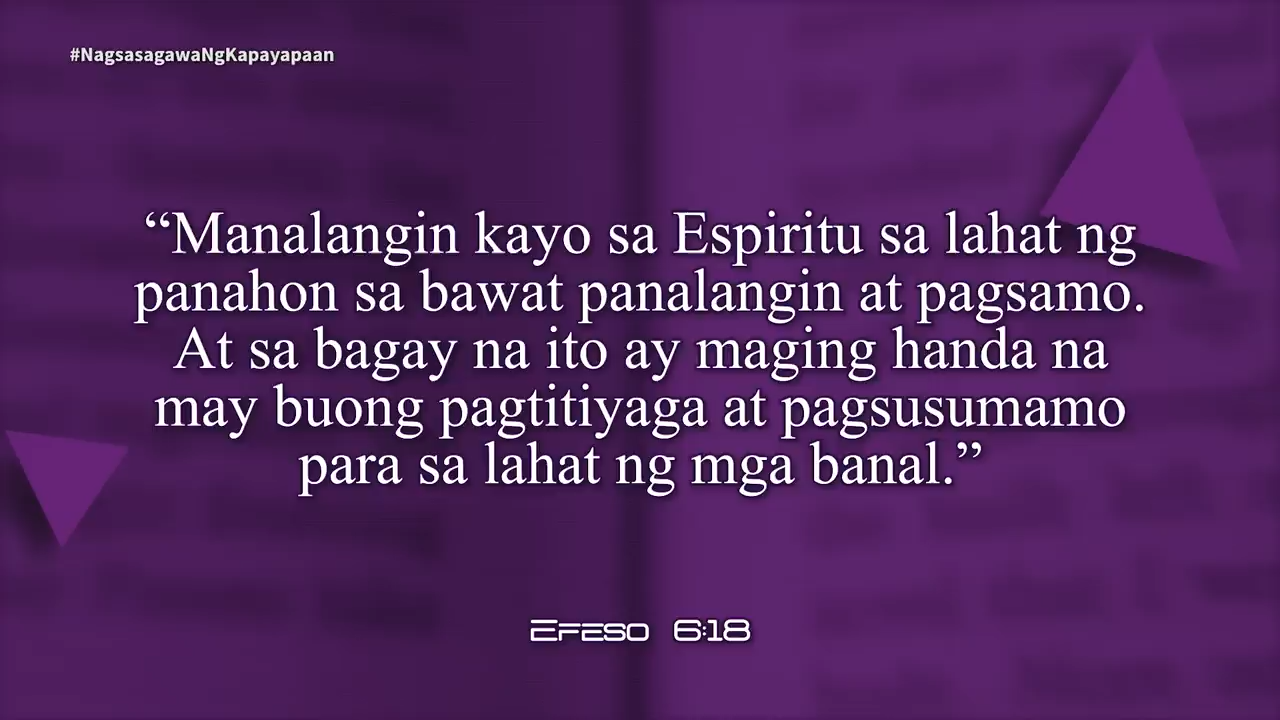 #NagsasagawaNgKapayapaan
“Manalangin kayo sa Espiritu sa lahat ng
panahon sa bawat panalangin at pagsamo.
At sa bagay na ito ay maging handa na
may buong pagtitiyaga at pagsusumamo
para sa lahat ng mga banal.”
Efeso 6:18